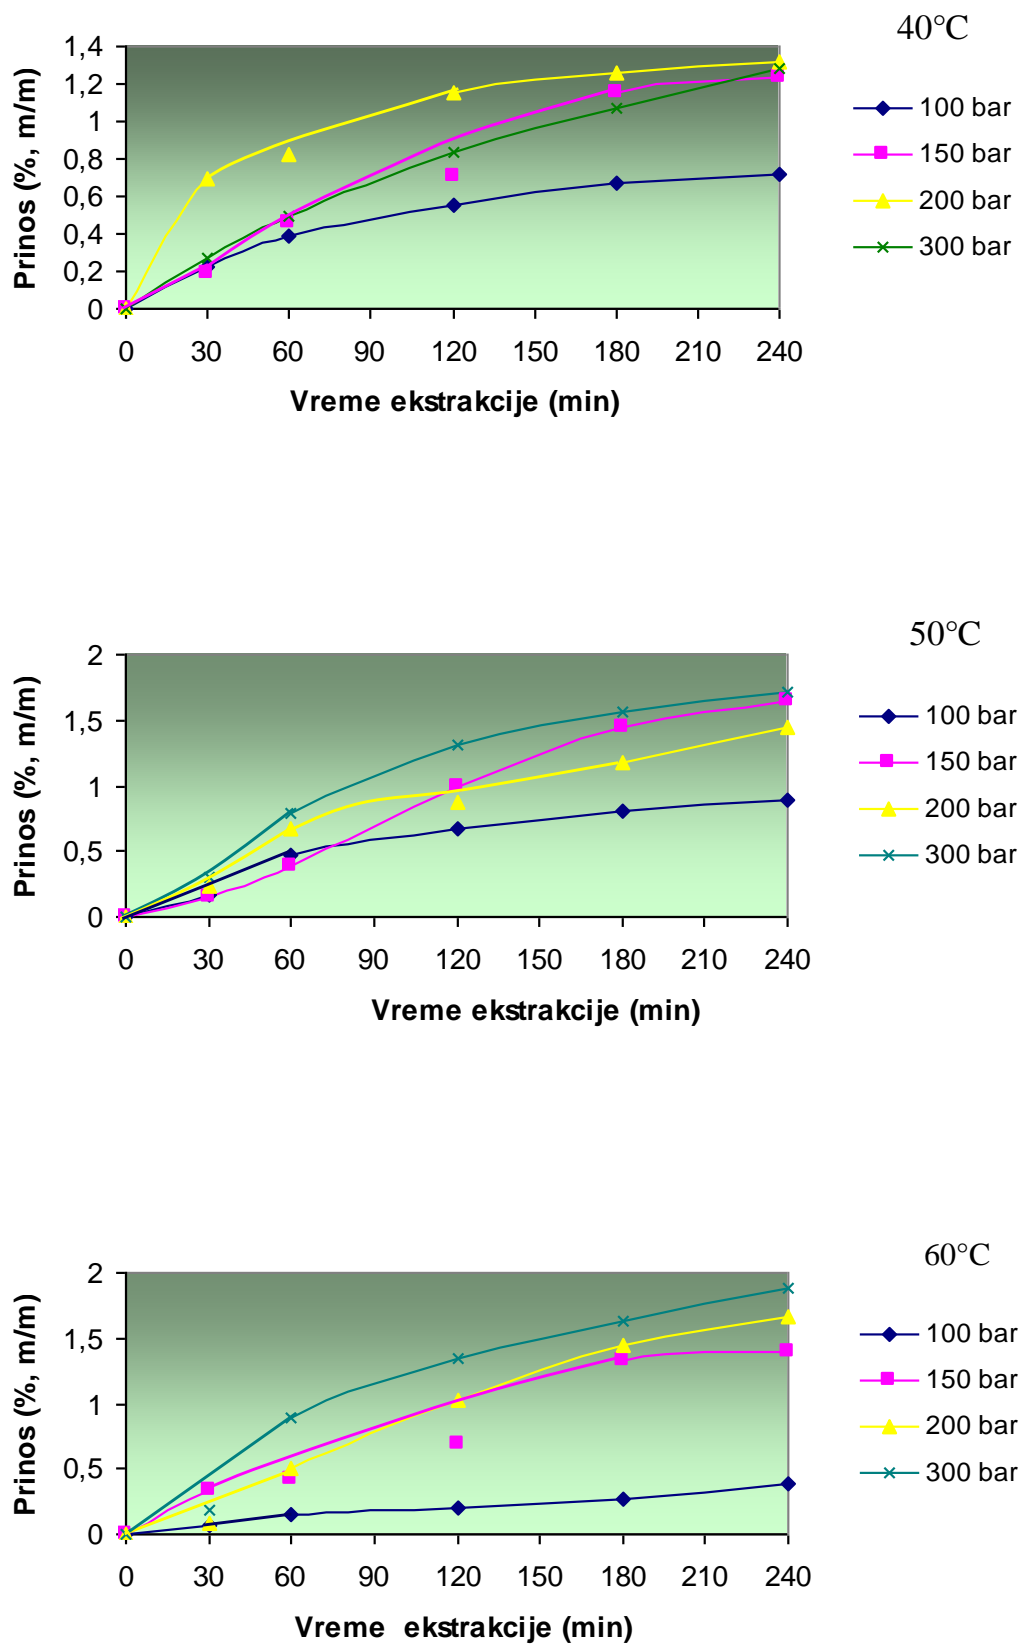 40°C
1,4
1,2
1
0,8
0,6
0,4
0,2
0
Prinos (%, m/m)
0 30 60 90 120 150 180 210 240
Vreme ekstrakcije (min)
100 bar
150 bar
200 bar
300 bar
50°C
2
1,5
1
0,5
0
Prinos (%, m/m)
0 30 60 90 120 150 180 210 240
Vreme ekstrakcije (min)
100 bar
150 bar
200 bar
300 bar
60°C
2
1,5
1
0,5
0
Prinos (%, m/m)
0 30 60 90 120 150 180 210 240
Vreme ekstrakcije (min)
100 bar
150 bar
200 bar
300 bar